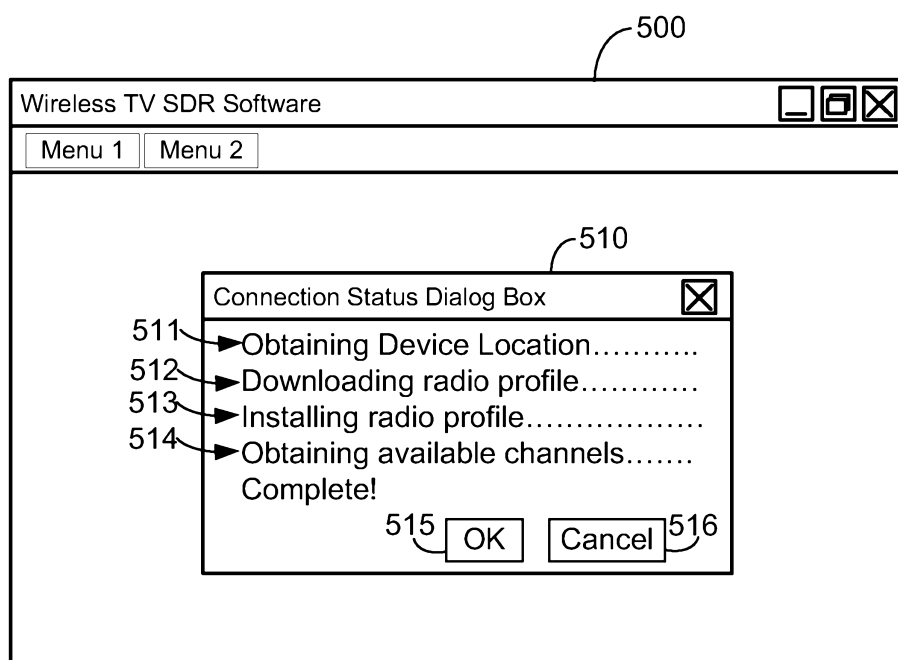 500
Wireless TV SDR Software
Menu 1 Menu 2
510
Connection Status Dialog Box
511 Obtaining Device Location...........
512 Downloading radio profile............
513 Installing radio profile..................
514 Obtaining available channels.......
Complete!
515 OK Cancel 516